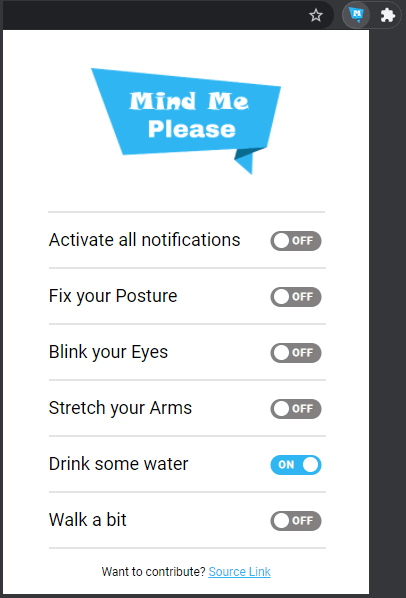 Mind Me
Please
Activate all notifications OFF
Fix your Posture OFF
Blink your Eyes OFF
Stretch your Arms OFF
Drink some water ON
Walk a bit OFF
Want to contribute? Source Link